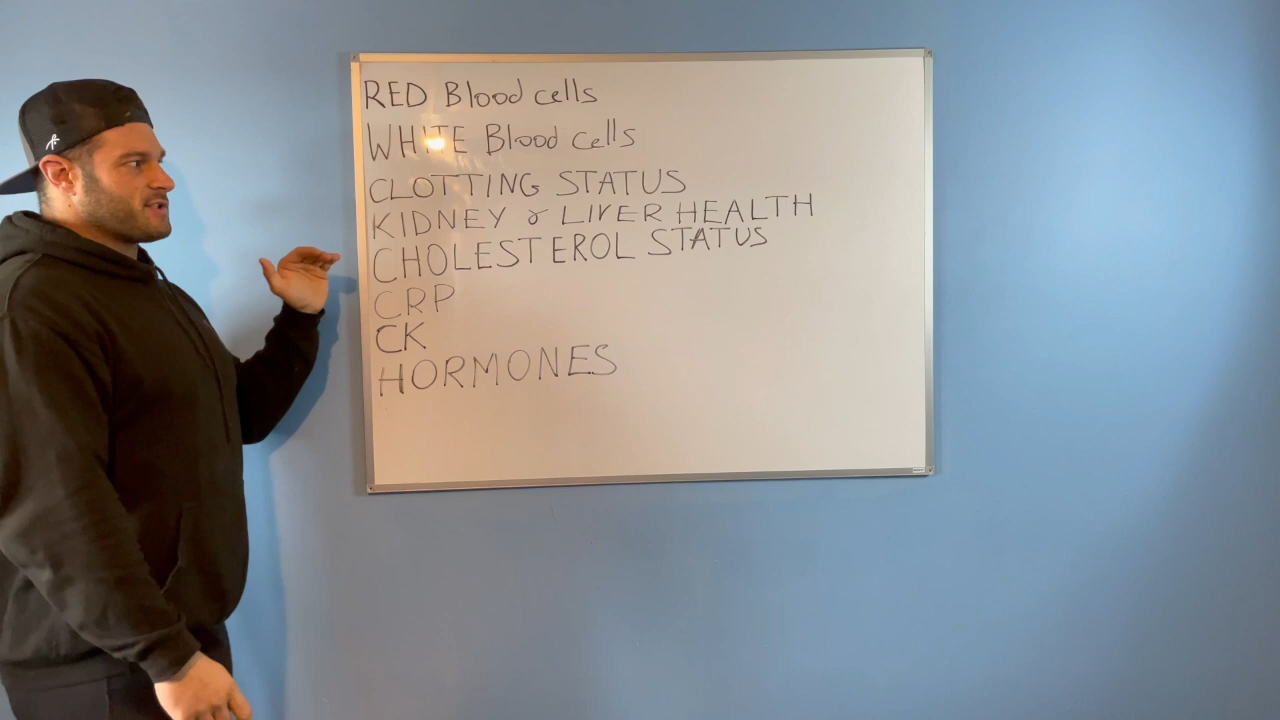 RED Blood cells
WHITE Blood cells
CLOTTING STATUS
KIDNEY & LIVER HEALTH
CHOLESTEROL STATUS
CRP
CK
HORMONES